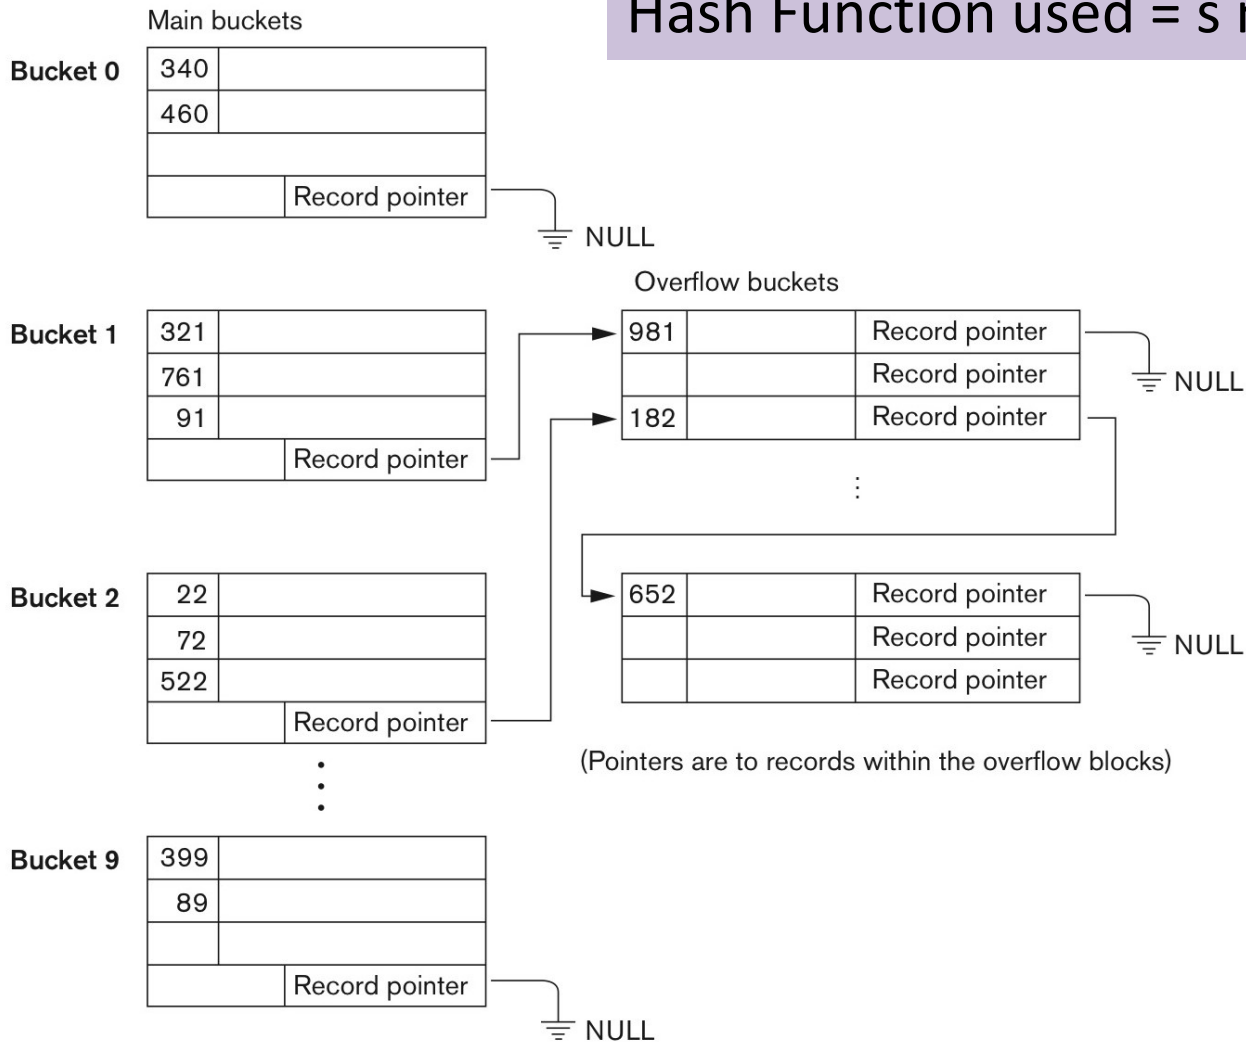 Hash Function used = s
Main buckets
Bucket 0
340
460
Record pointer
NULL
Overflow buckets
Bucket 1
321
761
91
Record pointer
981
Record pointer
Record pointer
182
Record pointer
NULL
Bucket 2
22
72
522
Record pointer
652
Record pointer
Record pointer
Record pointer
NULL
(Pointers are to records within the overflow blocks)
Bucket 9
399
89
Record pointer
NULL